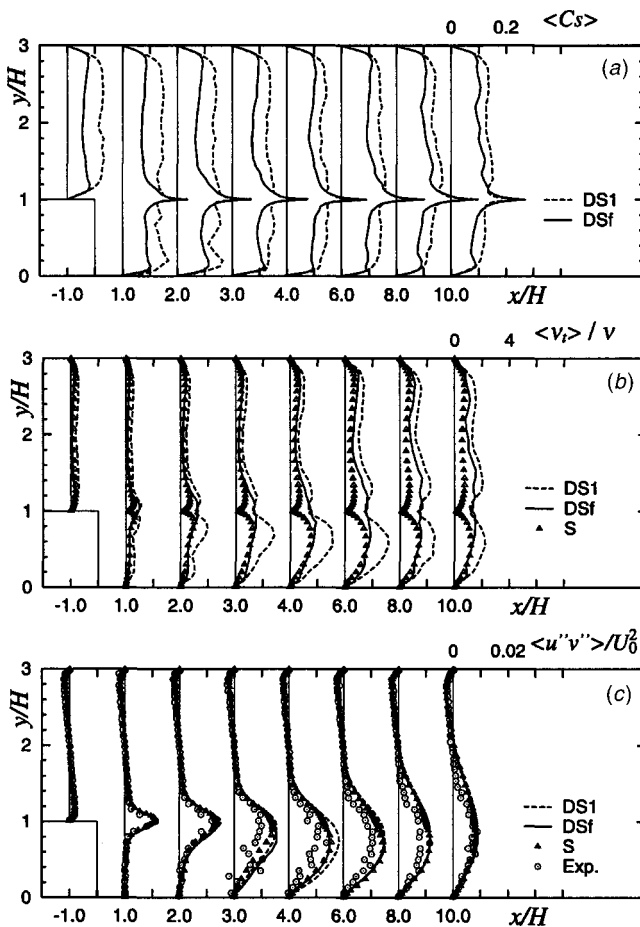 0 0.2 <Cs>
3
(a)
y/H
2
1
DS1
DSf
0
-1.0 1.0 2.0 3.0 4.0 6.0 8.0 10.0
x/H
0 4 <νt> / ν
3
(b)
y/H
2
1
DS1
DSf
S
0
-1.0 1.0 2.0 3.0 4.0 6.0 8.0 10.0
x/H
0 0.02 <u''v''>/U₀²
3
(c)
y/H
2
1
DS1
DSf
S
Exp.
0
-1.0 1.0 2.0 3.0 4.0 6.0 8.0 10.0
x/H